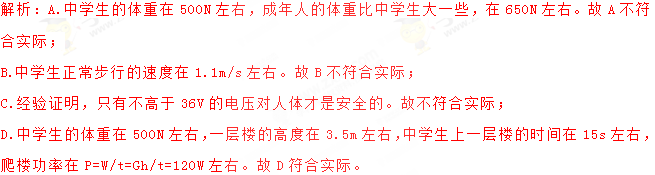 解析：A.中学生的体重在 500N 左右，成年人的体重比中学生大一些，在 650N 左右。故 A 不符
合实际；
B.中学生正常步行的速度在 1.1m/s 左右。故 B 不符合实际；
C.经验证明，只有不高于 36V 的电压对人体才是安全的。故不符合实际；
D.中学生的体重在 500N 左右，一层楼的高度在 3.5m 左右，中学生上一层楼的时间在 15s 左右，
爬楼功率在 P=W/t=Gh/t=120W 左右。故 D 符合实际。